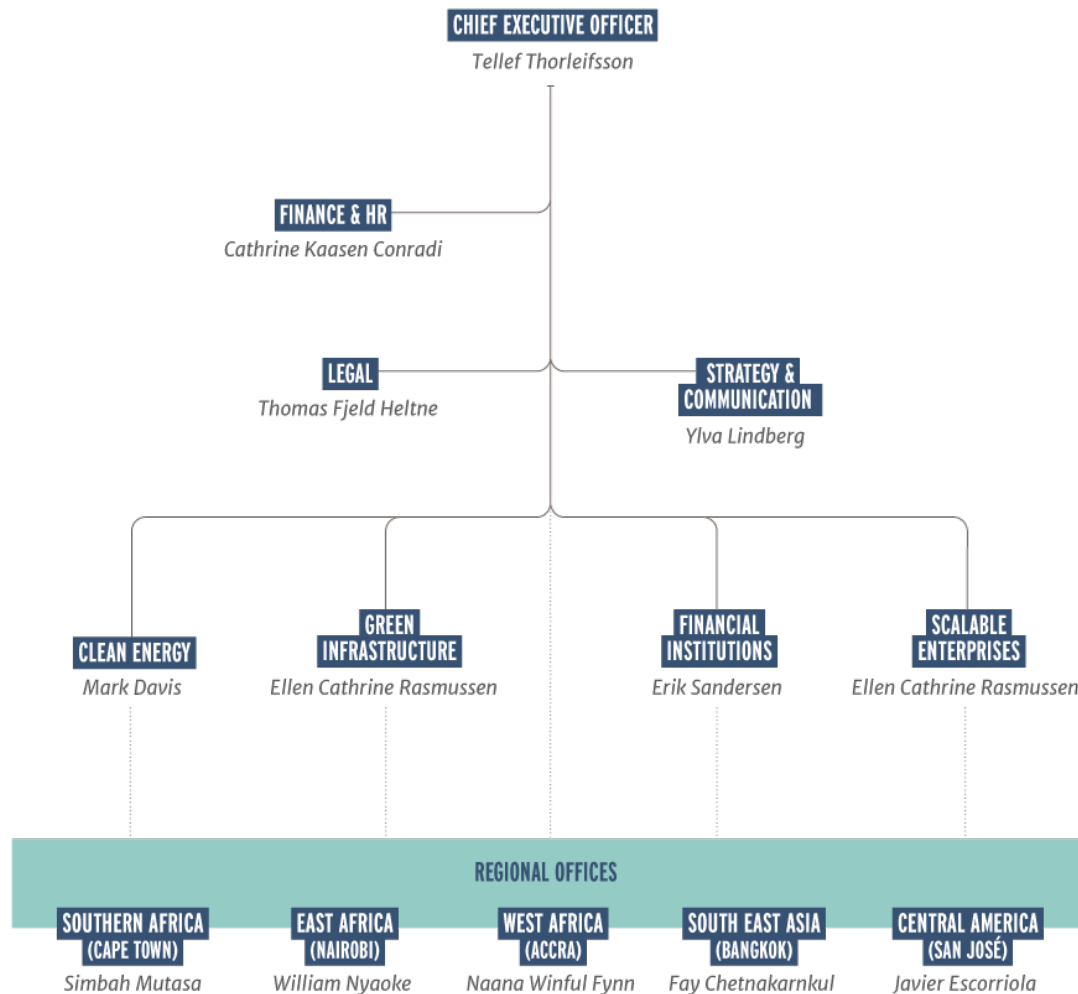 CHIEF EXECUTIVE OFFICER
Tellef Thorleifsson
FINANCE & HR
Cathrine Kaasen Conradi
LEGAL
Thomas Fjeld Heltne
STRATEGY &
COMMUNICATION
Ylva Lindberg
CLEAN ENERGY
Mark Davis
GREEN
INFRASTRUCTURE
Ellen Cathrine Rasmussen
FINANCIAL
INSTITUTIONS
Erik Sandersen
SCALABLE
ENTERPRISES
Ellen Cathrine Rasmussen
REGIONAL OFFICES
SOUTHERN AFRICA
(CAPE TOWN)
Simbah Mutasa
EAST AFRICA
(NAIROBI)
William Nyaoke
WEST AFRICA
(ACCRA)
Naana Winful Fynn
SOUTH EAST ASIA
(BANGKOK)
Fay Chetnakarnkul
CENTRAL AMERICA
(SAN JOSÉ)
Javier Escorriola